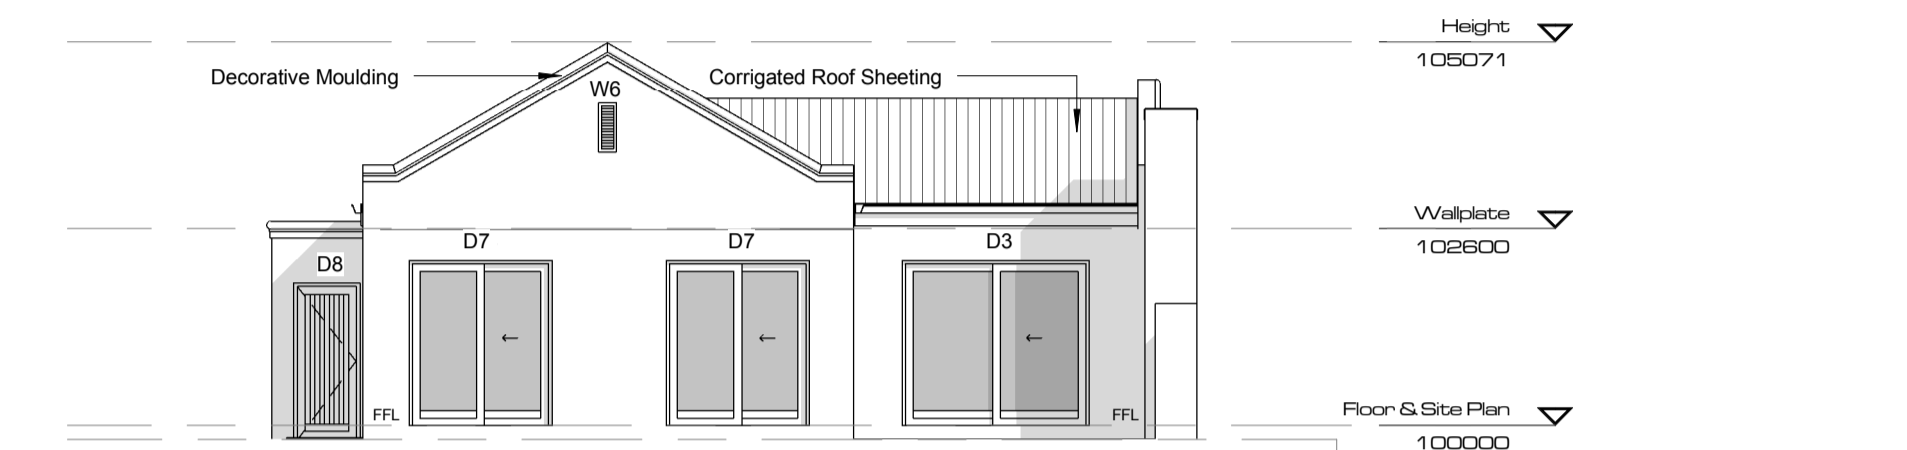 Height
105071
Decorative Moulding
Corrigated Roof Sheeting
W6
Wallplate
102600
D7
D7
D3
D8
FFL
FFL
Floor & Site Plan
100000